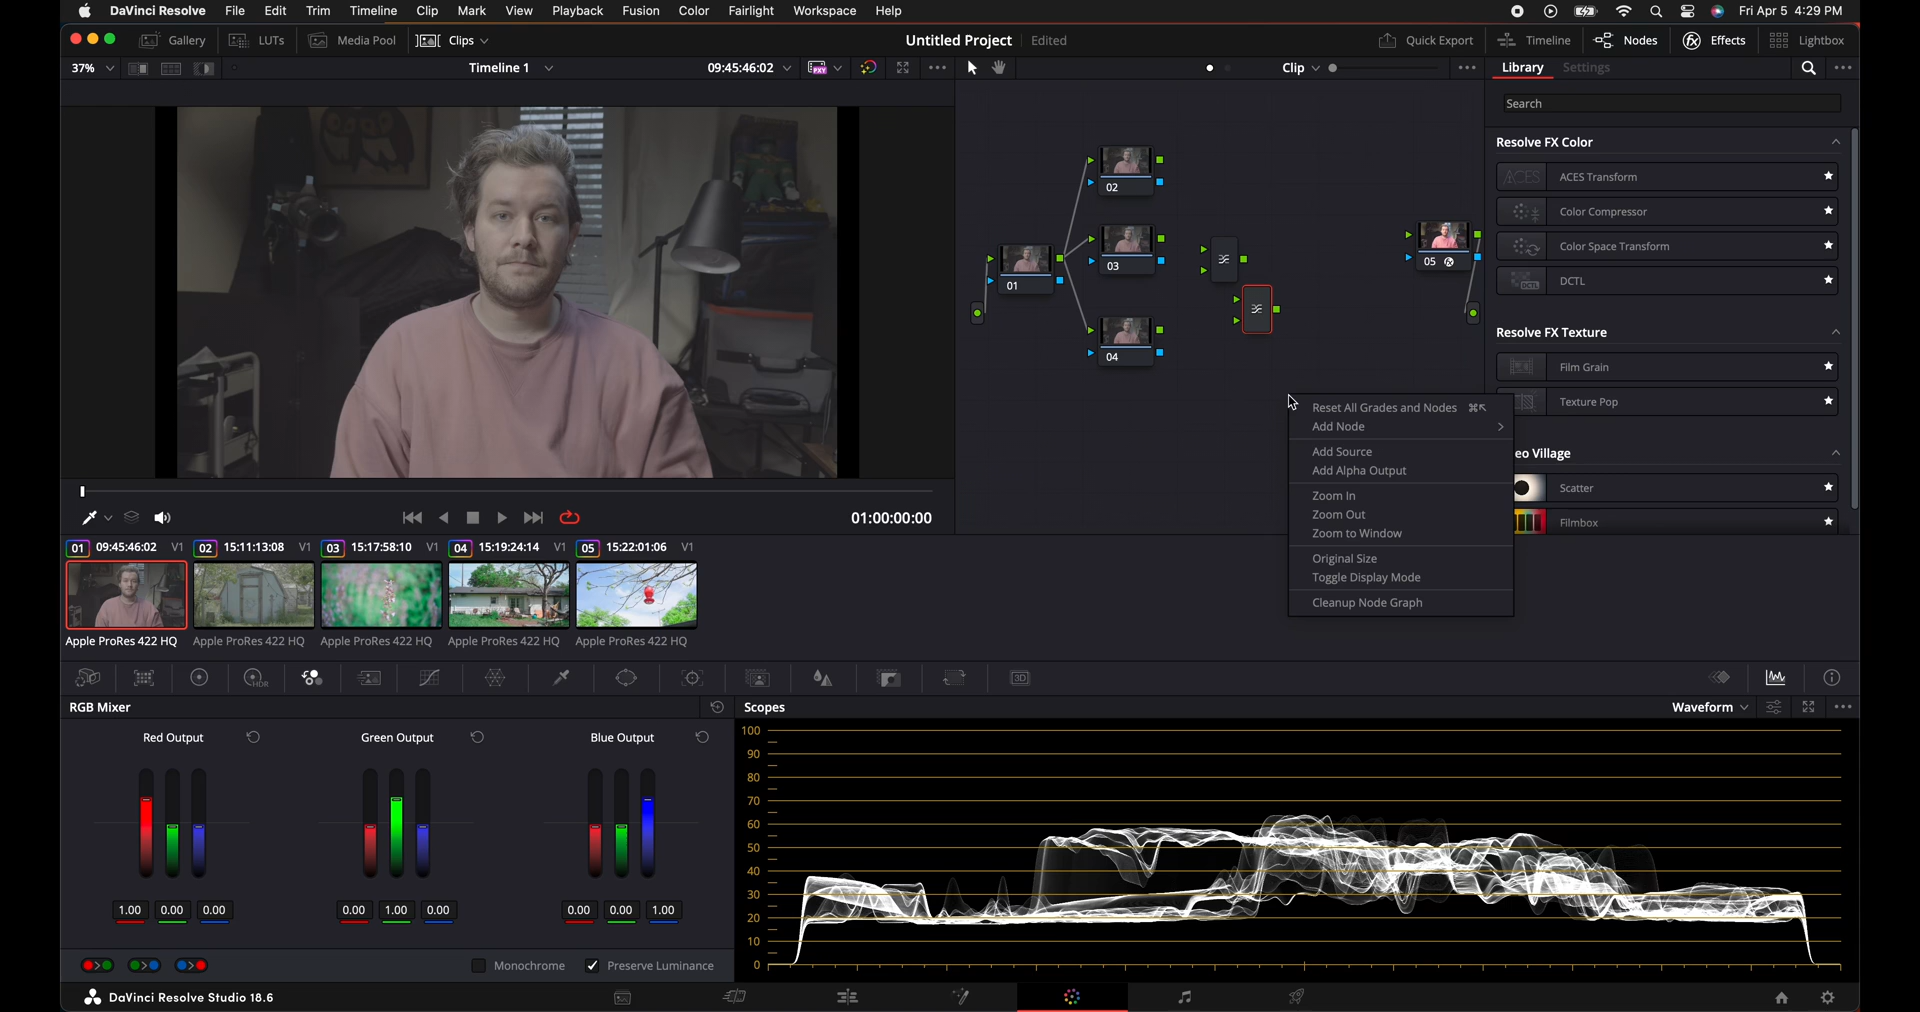 DaVinci Resolve File Edit Trim Timeline Clip Mark View Playback Fusion Color Fairlight Workspace Help Fri Apr 5 4:29 PM
Gallery LUTs Media Pool Clips Untitled Project Edited Quick Export Timeline Nodes Effects Lightbox
37% Timeline 1 09:45:46:02 PXY Clip Library Settings
Search
Resolve FX Color
ACES ACES Transform
Color Compressor
Color Space Transform
DCTL DCTL
Resolve FX Texture
Film Grain
Texture Pop
eo Village
Scatter
Filmbox
01
02
03
04
05
Reset All Grades and Nodes
Add Node
Add Source
Add Alpha Output
Zoom In
Zoom Out
Zoom to Window
Original Size
Toggle Display Mode
Cleanup Node Graph
01:00:00:00
01 09:45:46:02 V1 02 15:11:13:08 V1 03 15:17:58:10 V1 04 15:19:24:14 V1 05 15:22:01:06 V1
Apple ProRes 422 HQ Apple ProRes 422 HQ Apple ProRes 422 HQ Apple ProRes 422 HQ Apple ProRes 422 HQ
HDR 3D
RGB Mixer
Red Output Green Output Blue Output
1.00 0.00 0.00 0.00 1.00 0.00 0.00 0.00 1.00
Monochrome Preserve Luminance
Scopes Waveform
100
90
80
70
60
50
40
30
20
10
0
DaVinci Resolve Studio 18.6